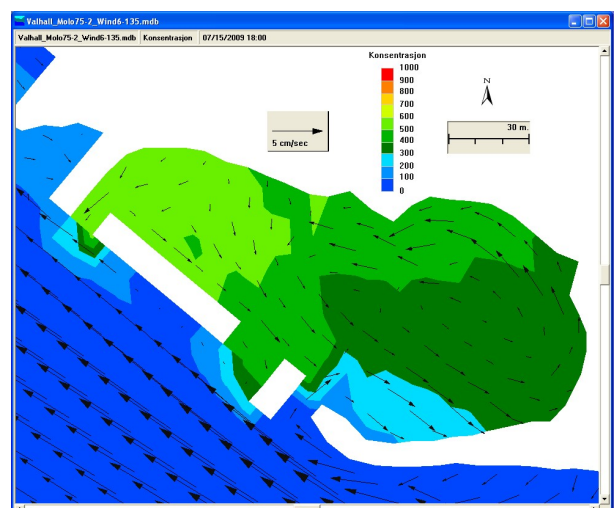 Valhall_Molo75-2_Wind6-135.mdb
Valhall_Molo75-2_Wind6-135.mdb Konsentrasjon 07/15/2009 18:00
Konsentrasjon
1000
900
800
700
600
500
400
300
200
100
0
5 cm/sec
N
30 m.